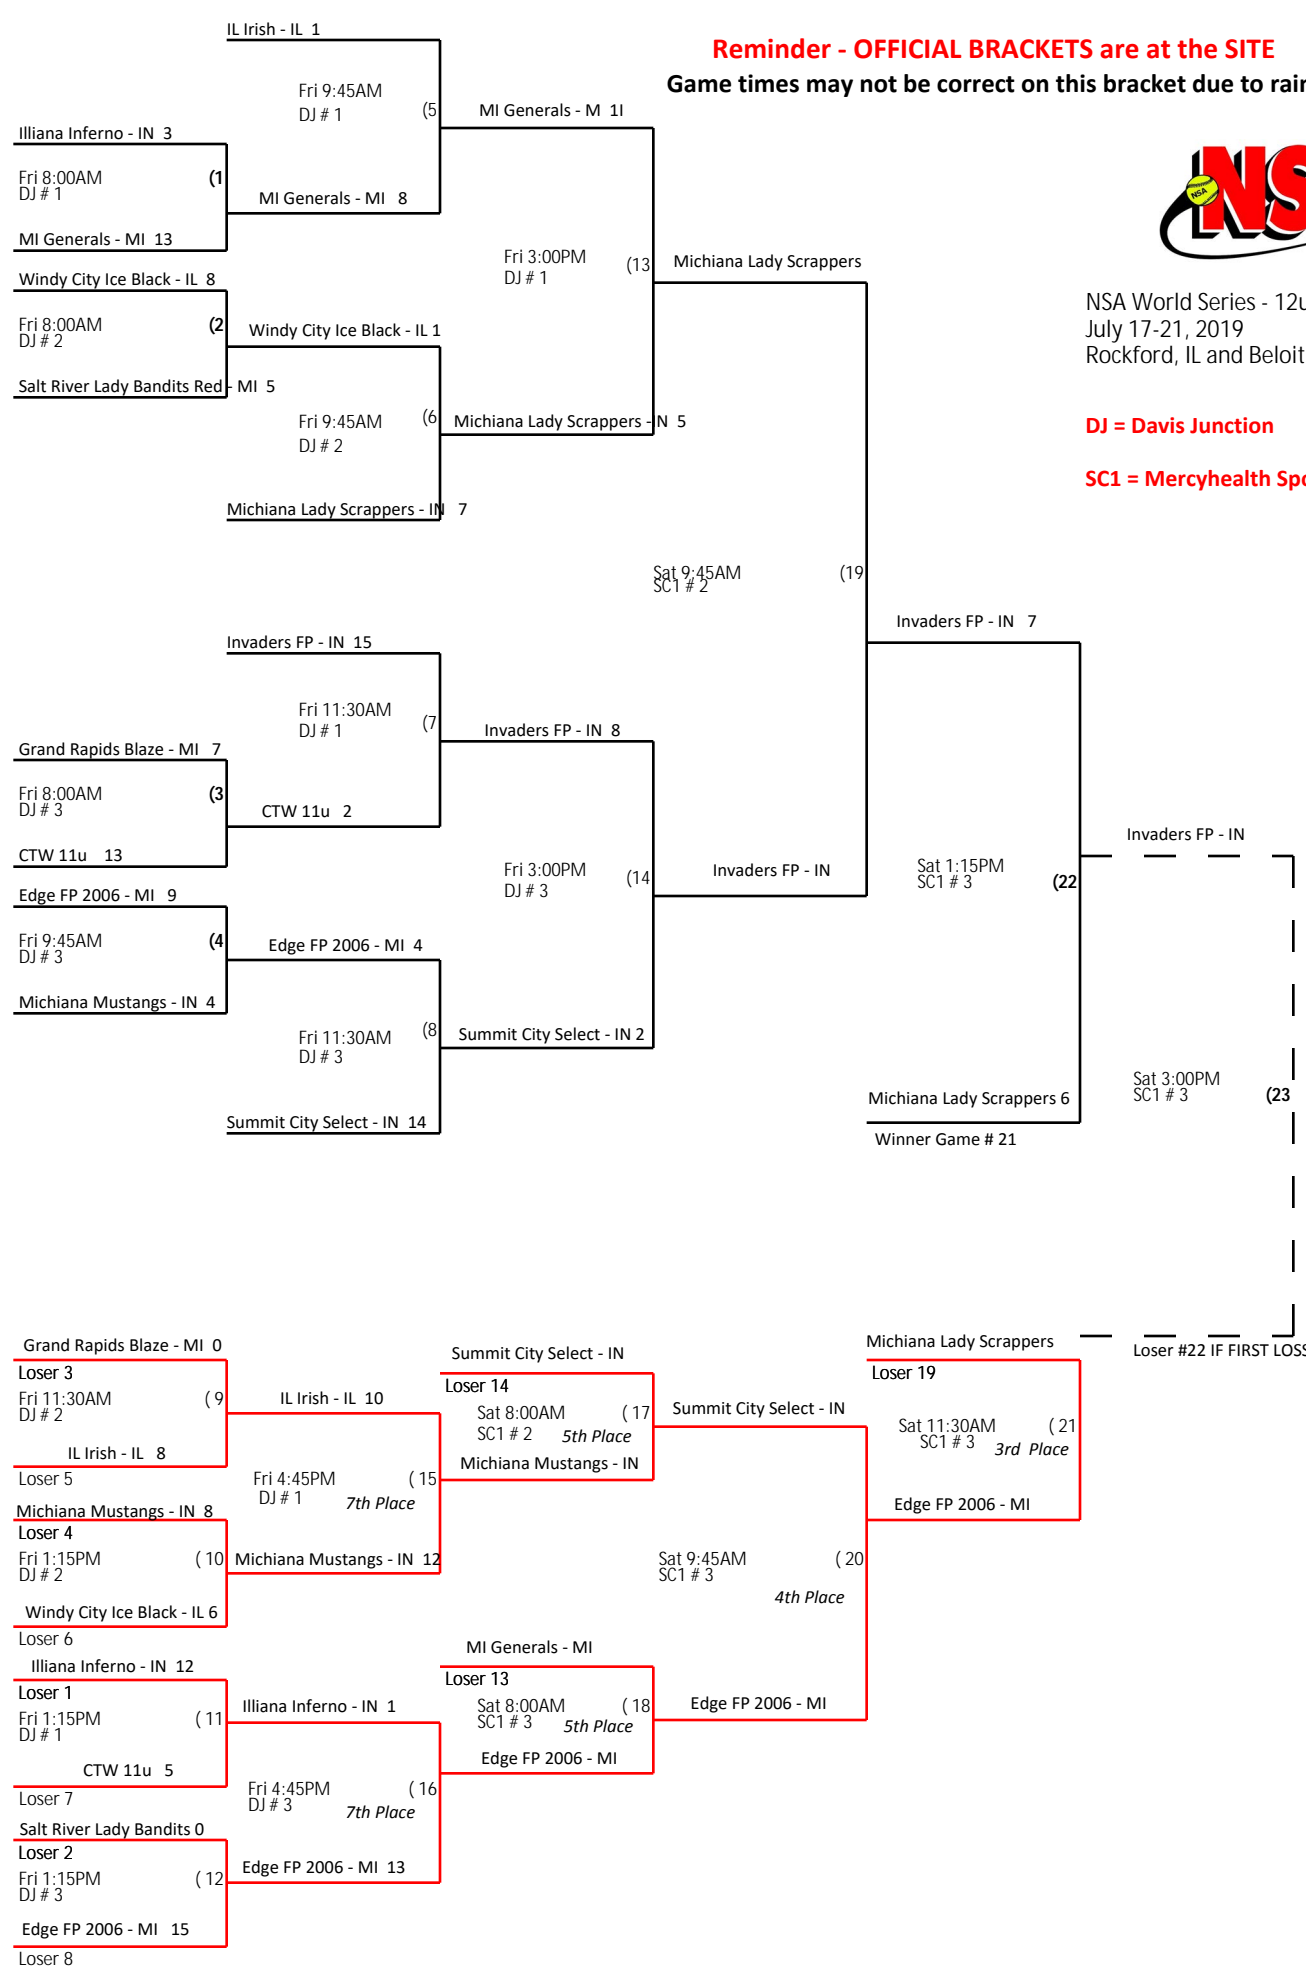 IL Irish - IL  1
Reminder - OFFICIAL BRACKETS are at the SITE
Game times may not be correct on this bracket due to rain
Fri 9:45AM
DJ # 1
(5
MI Generals - M  1I
Illiana Inferno - IN  3
Fri 8:00AM
DJ # 1
(1
MI Generals - MI   8
MI Generals - MI  13
NSA
NS
Windy City Ice Black - IL  8
Fri 3:00PM
DJ # 1
(13
Michiana Lady Scrappers
NSA World Series - 12u
July 17-21, 2019
Rockford, IL and Beloit
Fri 8:00AM
DJ # 2
(2
Windy City Ice Black - IL 1
Salt River Lady Bandits Red - MI  5
Fri 9:45AM
DJ # 2
(6
Michiana Lady Scrappers - IN  5
DJ = Davis Junction
SC1 = Mercyhealth Spo
Michiana Lady Scrappers - IN   7
Sat 9:45AM
SC1 # 2
(19
Invaders FP - IN   7
Invaders FP - IN  15
Fri 11:30AM
DJ # 1
(7
Invaders FP - IN  8
Grand Rapids Blaze - MI   7
Fri 8:00AM
DJ # 3
(3
CTW 11u   2
CTW 11u    13
Invaders FP - IN
Fri 3:00PM
DJ # 3
(14
Invaders FP - IN
Sat 1:15PM
SC1 # 3
(22
Edge FP 2006 - MI   9
Fri 9:45AM
DJ # 3
(4
Edge FP 2006 - MI  4
Michiana Mustangs - IN  4
Fri 11:30AM
DJ # 3
(8
Summit City Select - IN 2
Sat 3:00PM
SC1 # 3
(23
Michiana Lady Scrappers 6
Summit City Select - IN  14
Winner Game # 21
Grand Rapids Blaze - MI  0
Loser 3
Fri 11:30AM
DJ # 2
( 9
IL Irish - IL  10
IL Irish - IL   8
Loser 5
Summit City Select - IN
Loser 14
Sat 8:00AM
SC1 # 2
( 17
5th Place
Michiana Mustangs - IN
Summit City Select - IN
Michiana Lady Scrappers
Loser 19
Loser #22 IF FIRST LOSS
Sat 11:30AM
SC1 # 3
( 21
3rd  Place
Fri 4:45PM
DJ # 1
( 15
7th Place
Edge FP 2006 - MI
Michiana Mustangs - IN  8
Loser 4
Fri 1:15PM
DJ # 2
( 10
Michiana Mustangs - IN  12
Sat 9:45AM
SC1 # 3
( 20
4th Place
Windy City Ice Black - IL 6
Loser 6
Illiana Inferno - IN  12
Loser 1
Fri 1:15PM
DJ # 1
( 11
Illiana Inferno - IN   1
MI Generals - MI
Loser 13
Sat 8:00AM
SC1 # 3
( 18
5th Place
Edge FP 2006 - MI
Edge FP 2006 - MI
CTW 11u   5
Loser 7
Fri 4:45PM
DJ # 3
( 16
7th Place
Salt River Lady Bandits 0
Loser 2
Fri 1:15PM
DJ # 3
( 12
Edge FP 2006 - MI  13
Edge FP 2006 - MI   15
Loser 8